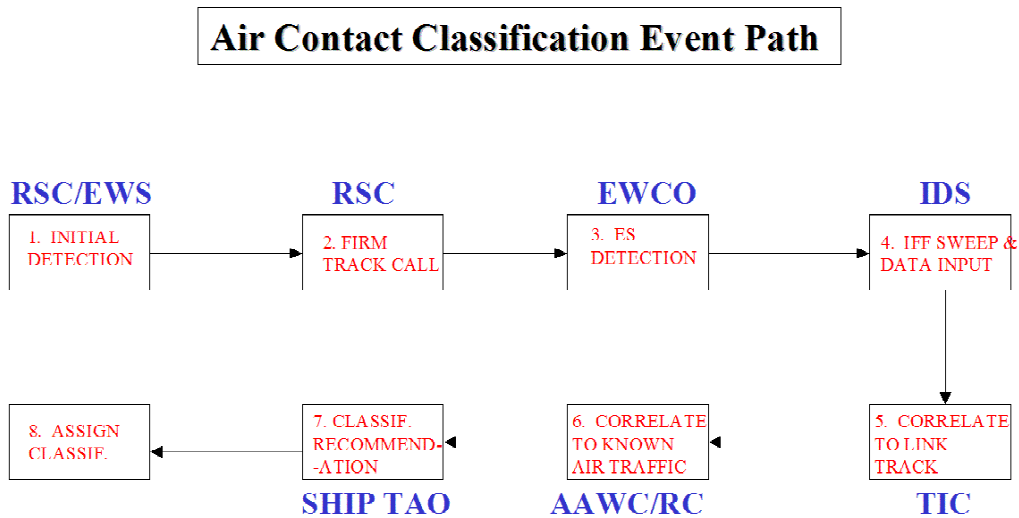 Air Contact Classification Event Path
RSC/EWS
RSC
EWCO
IDS
1. INITIAL
DETECTION
2. FIRM
TRACK CALL
3. ES
DETECTION
4. IFF SWEEP &
DATA INPUT
8. ASSIGN
CLASSIF.
7. CLASSIF.
RECOMMEND-
-ATION
6. CORRELATE
TO KNOWN
AIR TRAFFIC
5. CORRELATE
TO LINK
TRACK
SHIP TAO
AAWC/RC
TIC